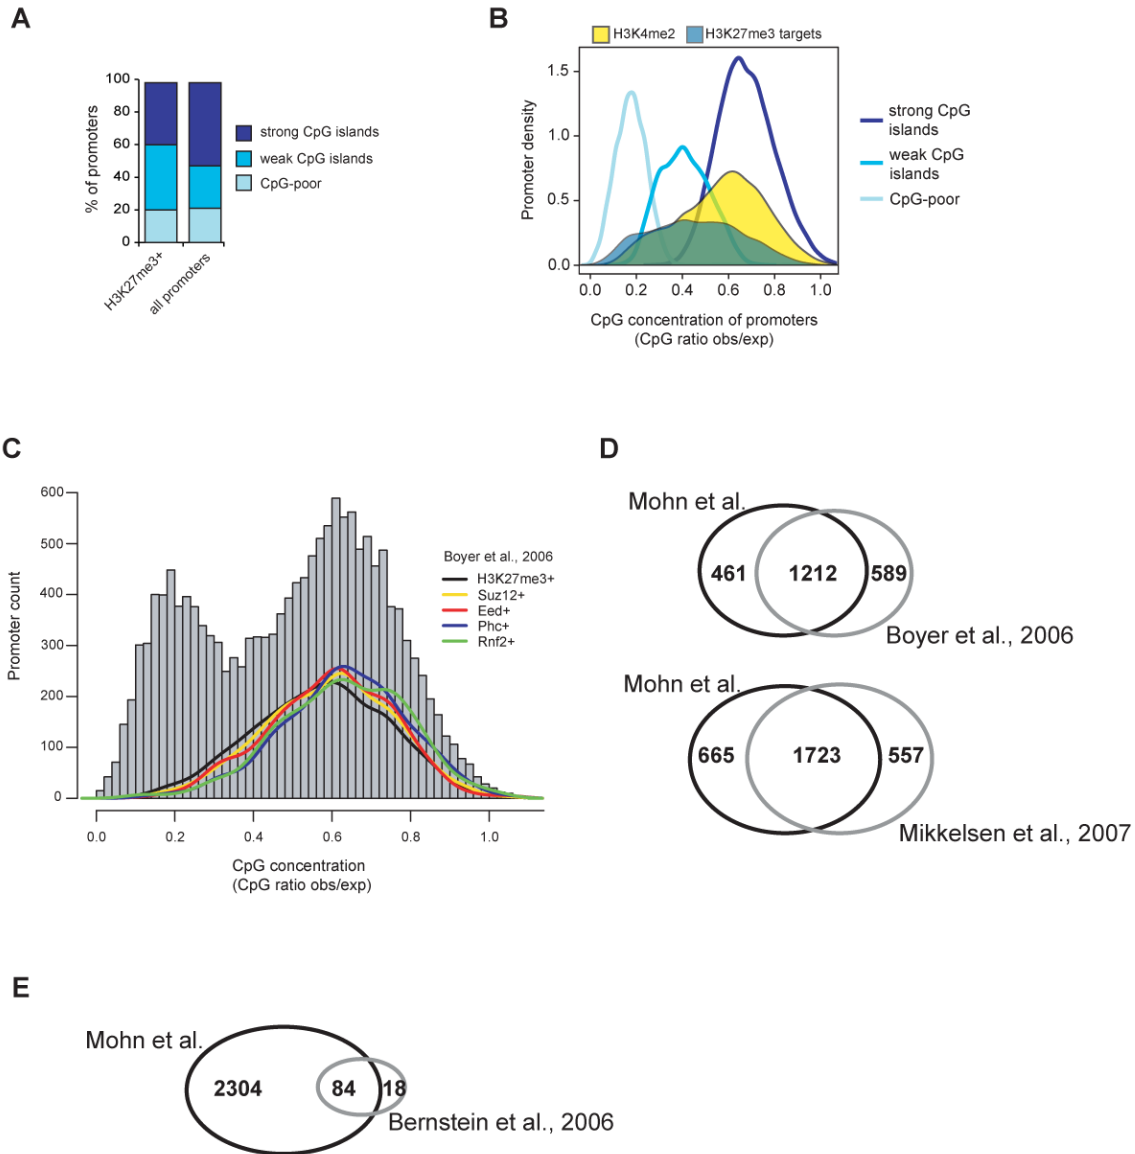 A
% of promoters
100
80
60
40
20
0
H3K27me3+
all promoters
strong CpG islands
weak CpG islands
CpG-poor
B
H3K4me2
H3K27me3 targets
Promoter density
1.5
1.0
0.5
0.0
0.0 0.2 0.4 0.6 0.8 1.0
CpG concentration of promoters
(CpG ratio obs/exp)
strong CpG
islands
weak CpG
islands
CpG-poor
C
Promoter count
600
500
400
300
200
100
0
0.0 0.2 0.4 0.6 0.8 1.0
CpG concentration
(CpG ratio obs/exp)
Boyer et al., 2006
H3K27me3+
Suz12+
Eed+
Phc+
Rnf2+
D
Mohn et al.
461 1212 589
Boyer et al., 2006
Mohn et al.
665 1723 557
Mikkelsen et al., 2007
E
Mohn et al.
2304 84 18
Bernstein et al., 2006